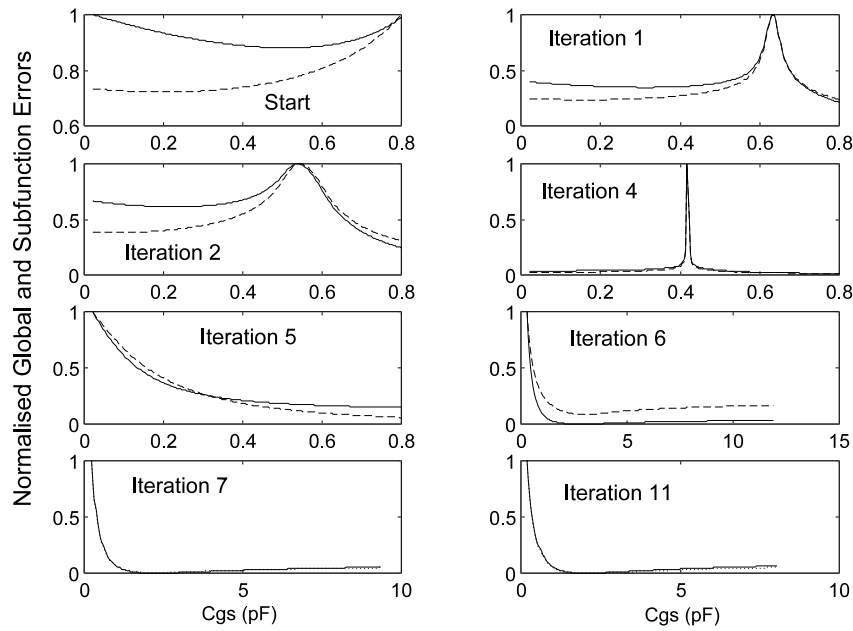 Normalised Global and Subfunction Errors
1
0.8
0.6
0 0.2 0.4 0.6 0.8
Start
1
0.5
0
0 0.2 0.4 0.6 0.8
Iteration 1
1
0.5
0
0 0.2 0.4 0.6 0.8
Iteration 2
1
0.5
0
0 0.2 0.4 0.6 0.8
Iteration 4
1
0.5
0
0 0.2 0.4 0.6 0.8
Iteration 5
1
0.5
0
5 10 15
Iteration 6
1
0.5
0
0 5 10
Iteration 7
Cgs (pF)
1
0.5
0
0 5 10
Iteration 11
Cgs (pF)